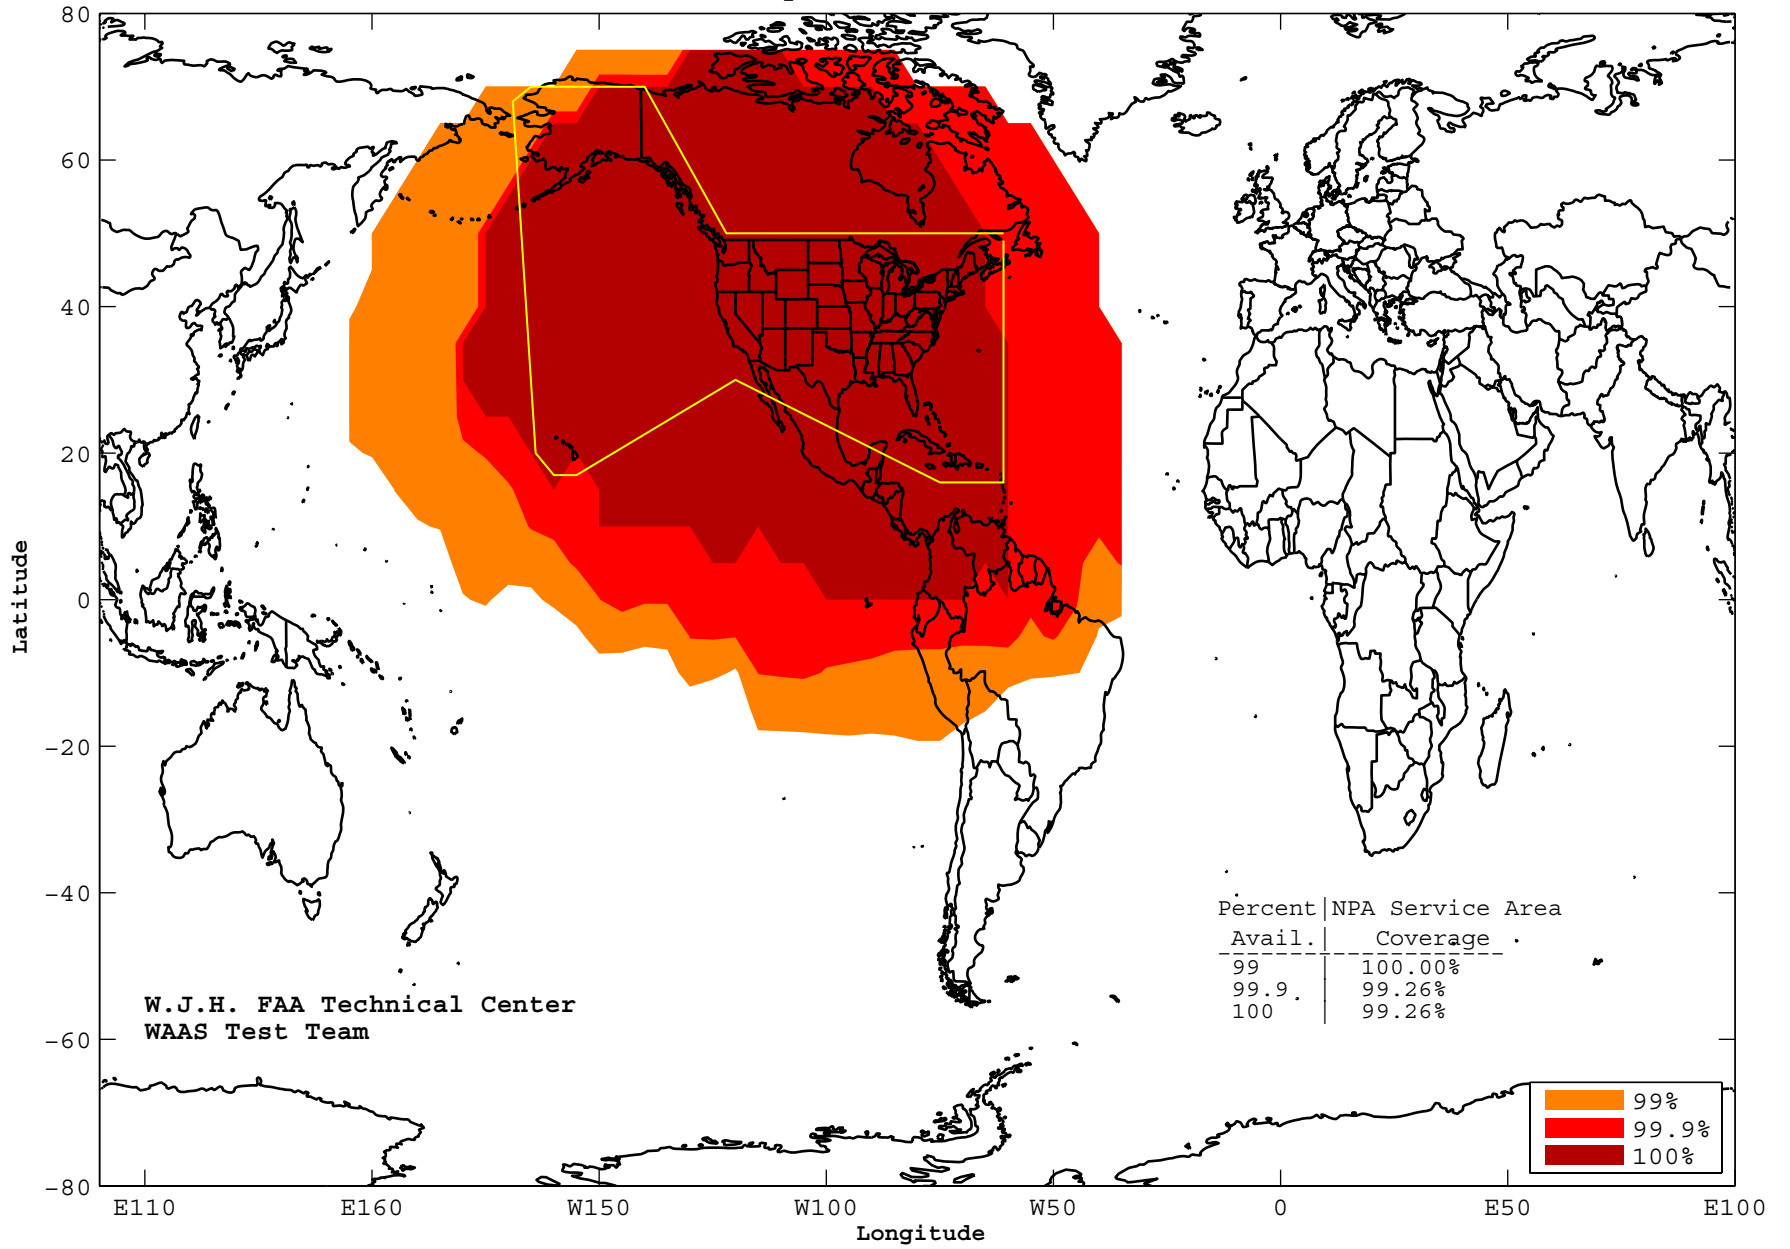 80
60
40
20
0
-20
-40
-60
-80
Latitude
E110 E160 W150 W100 W50 0 E50 E100
Longitude
W.J.H. FAA Technical Center
WAAS Test Team
Percent|NPA Service Area
Avail.| Coverage
99 | 100.00%
99.9 | 99.26%
100 | 99.26%
99%
99.9%
100%